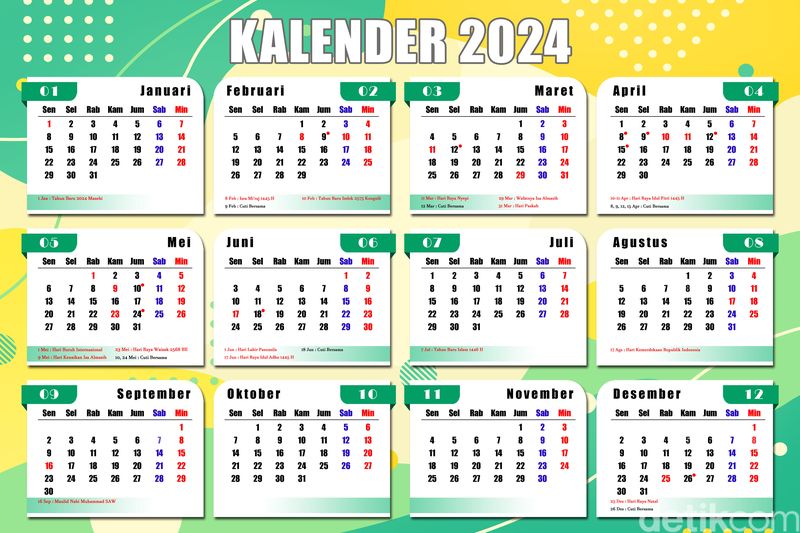 KALENDER 2024
01 Januari
Sen Sel Rab Kam Jum Sab Min
1 2 3 4 5 6 7
8 9 10 11 12 13 14
15 16 17 18 19 20 21
22 23 24 25 26 27 28
29 30 31
1 Jan : Tahun Baru 2024 Masehi
Februari 02
Sen Sel Rab Kam Jum Sab Min
1 2 3 4
5 6 7 8 9 10 11
12 13 14 15 16 17 18
19 20 21 22 23 24 25
26 27 28 29
8 Feb : Isra Mi'raj 1445 H 10 Feb : Tahun Baru Imlek 2575 Kongzili
9 Feb : Cuti Bersama
03 Maret
Sen Sel Rab Kam Jum Sab Min
1 2 3
4 5 6 7 8 9 10
11 12 13 14 15 16 17
18 19 20 21 22 23 24
25 26 27 28 29 30 31
11 Mar : Hari Raya Nyepi 29 Mar : Wafatnya Isa Almasih
12 Mar : Cuti Bersama 31 Mar : Hari Paskah
April 04
Sen Sel Rab Kam Jum Sab Min
1 2 3 4 5 6 7
8 9 10 11 12 13 14
15 16 17 18 19 20 21
22 23 24 25 26 27 28
29 30
10-11 Apr : Hari Raya Idul Fitri 1445 H
8, 9, 12, 15 Apr : Cuti Bersama
05 Mei
Sen Sel Rab Kam Jum Sab Min
1 2 3 4 5
6 7 8 9 10 11 12
13 14 15 16 17 18 19
20 21 22 23 24 25 26
27 28 29 30 31
1 Mei : Hari Buruh Internasional 23 Mei : Hari Raya Waisak 2568 BE
9 Mei : Hari Kenaikan Isa Almasih 10, 24 Mei : Cuti Bersama
Juni 06
Sen Sel Rab Kam Jum Sab Min
1 2
3 4 5 6 7 8 9
10 11 12 13 14 15 16
17 18 19 20 21 22 23
24 25 26 27 28 29 30
1 Jun : Hari Lahir Pancasila 18 Jun : Cuti Bersama
17 Jun : Hari Raya Idul Adha 1445 H
07 Juli
Sen Sel Rab Kam Jum Sab Min
1 2 3 4 5 6 7
8 9 10 11 12 13 14
15 16 17 18 19 20 21
22 23 24 25 26 27 28
29 30 31
7 Jul : Tahun Baru Islam 1446 H
Agustus 08
Sen Sel Rab Kam Jum Sab Min
1 2 3 4
5 6 7 8 9 10 11
12 13 14 15 16 17 18
19 20 21 22 23 24 25
26 27 28 29 30 31
17 Ags : Hari Kemerdekaan Republik Indonesia
09 September
Sen Sel Rab Kam Jum Sab Min
1
2 3 4 5 6 7 8
9 10 11 12 13 14 15
16 17 18 19 20 21 22
23 24 25 26 27 28 29
30
16 Sep : Maulid Nabi Muhammad SAW
Oktober 10
Sen Sel Rab Kam Jum Sab Min
1 2 3 4 5 6
7 8 9 10 11 12 13
14 15 16 17 18 19 20
21 22 23 24 25 26 27
28 29 30 31
11 November
Sen Sel Rab Kam Jum Sab Min
1 2 3
4 5 6 7 8 9 10
11 12 13 14 15 16 17
18 19 20 21 22 23 24
25 26 27 28 29 30
Desember 12
Sen Sel Rab Kam Jum Sab Min
1
2 3 4 5 6 7 8
9 10 11 12 13 14 15
16 17 18 19 20 21 22
23 24 25 26 27 28 29
30 31
25 Des : Hari Raya Natal
26 Des : Cuti Bersama
detikcom